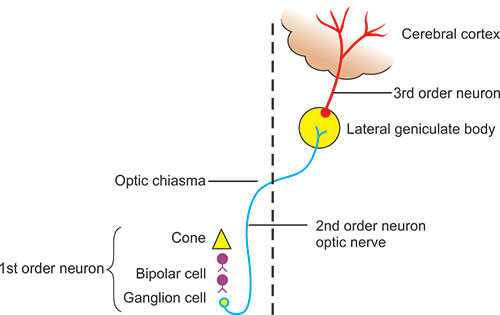 Cerebral cortex
3rd order neuron
Lateral geniculate body
Optic chiasma
2nd order neuron
optic nerve
Cone
1st order neuron
Bipolar cell
Ganglion cell